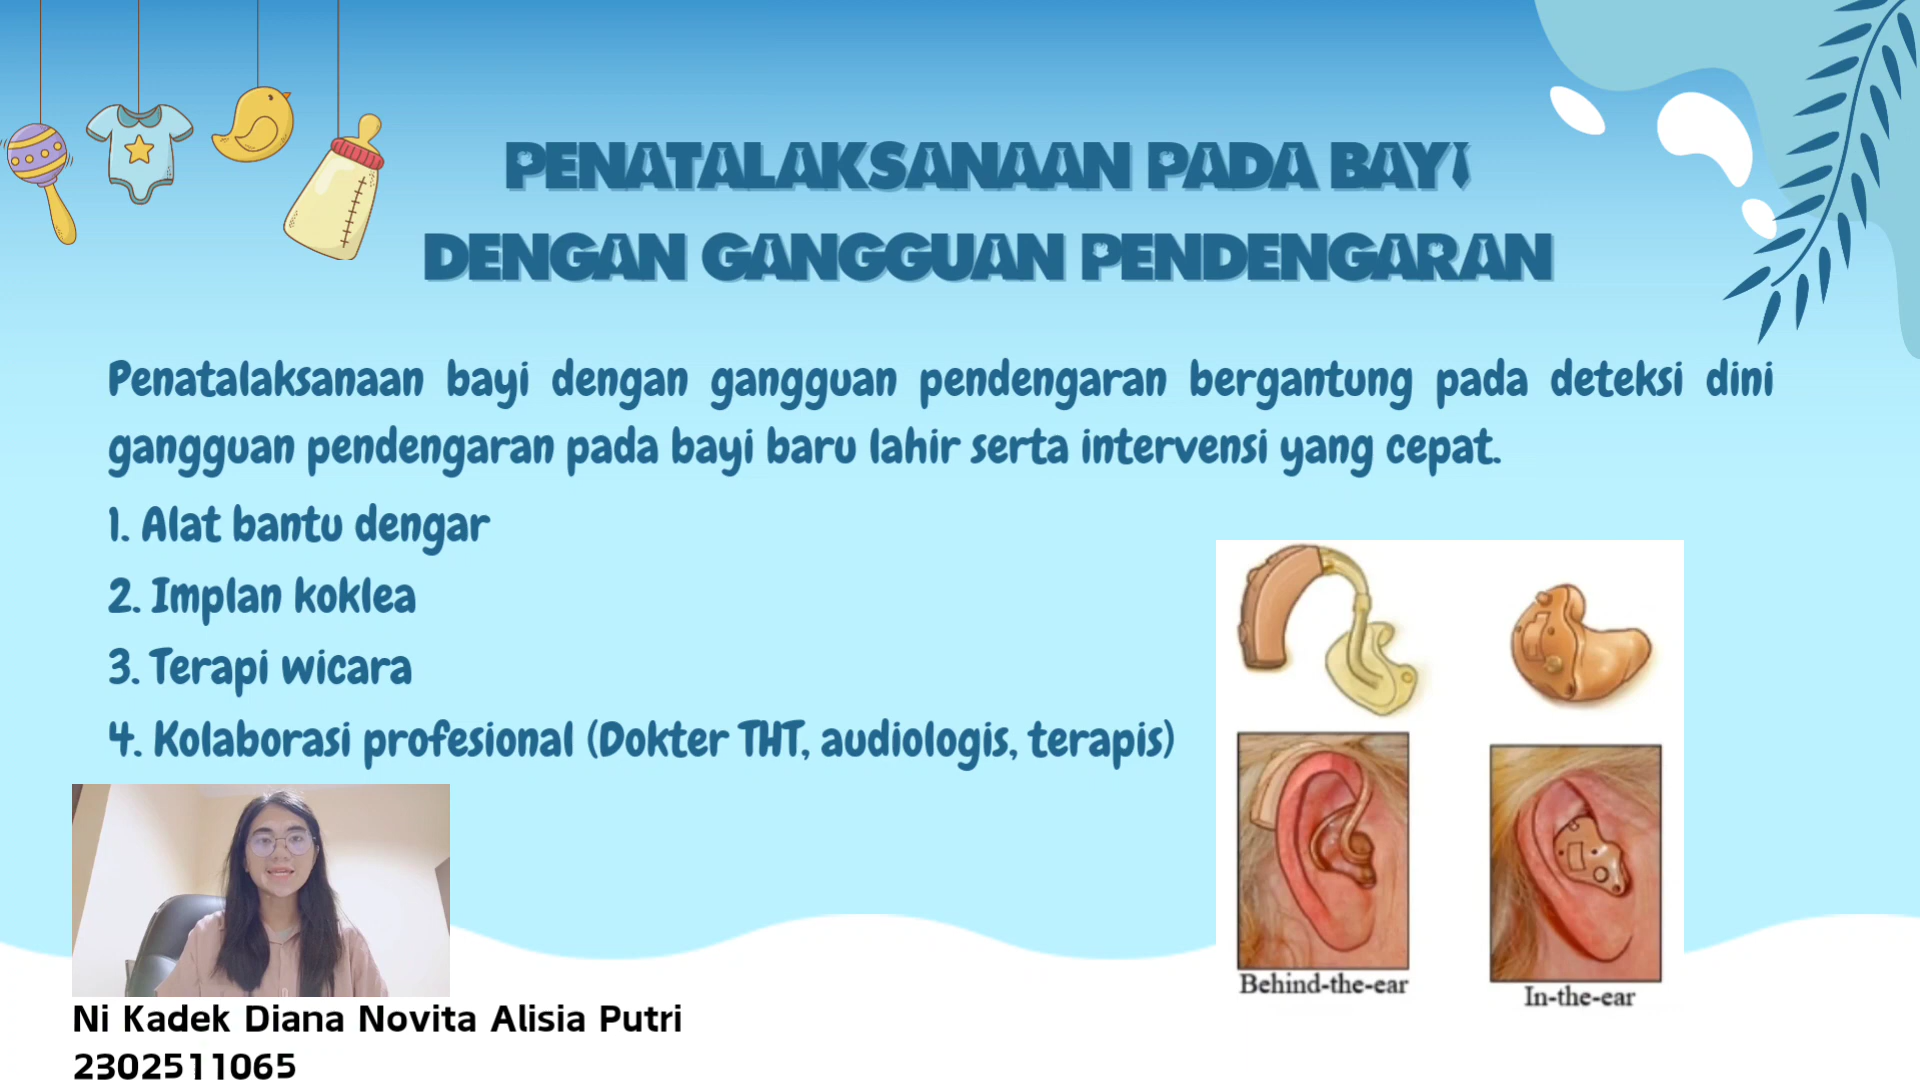 PENATALAKSANAAN PADA BAYI
DENGAN GANGGUAN PENDENGARAN
Penatalaksanaan bayi dengan gangguan pendengaran bergantung pada deteksi dini
gangguan pendengaran pada bayi baru lahir serta intervensi yang cepat.
1. Alat bantu dengar
2. Implan koklea
3. Terapi wicara
4. Kolaborasi profesional (Dokter THT, audiologis, terapis)
Behind-the-ear
In-the-ear
Ni Kadek Diana Novita Alisia Putri
2302511065